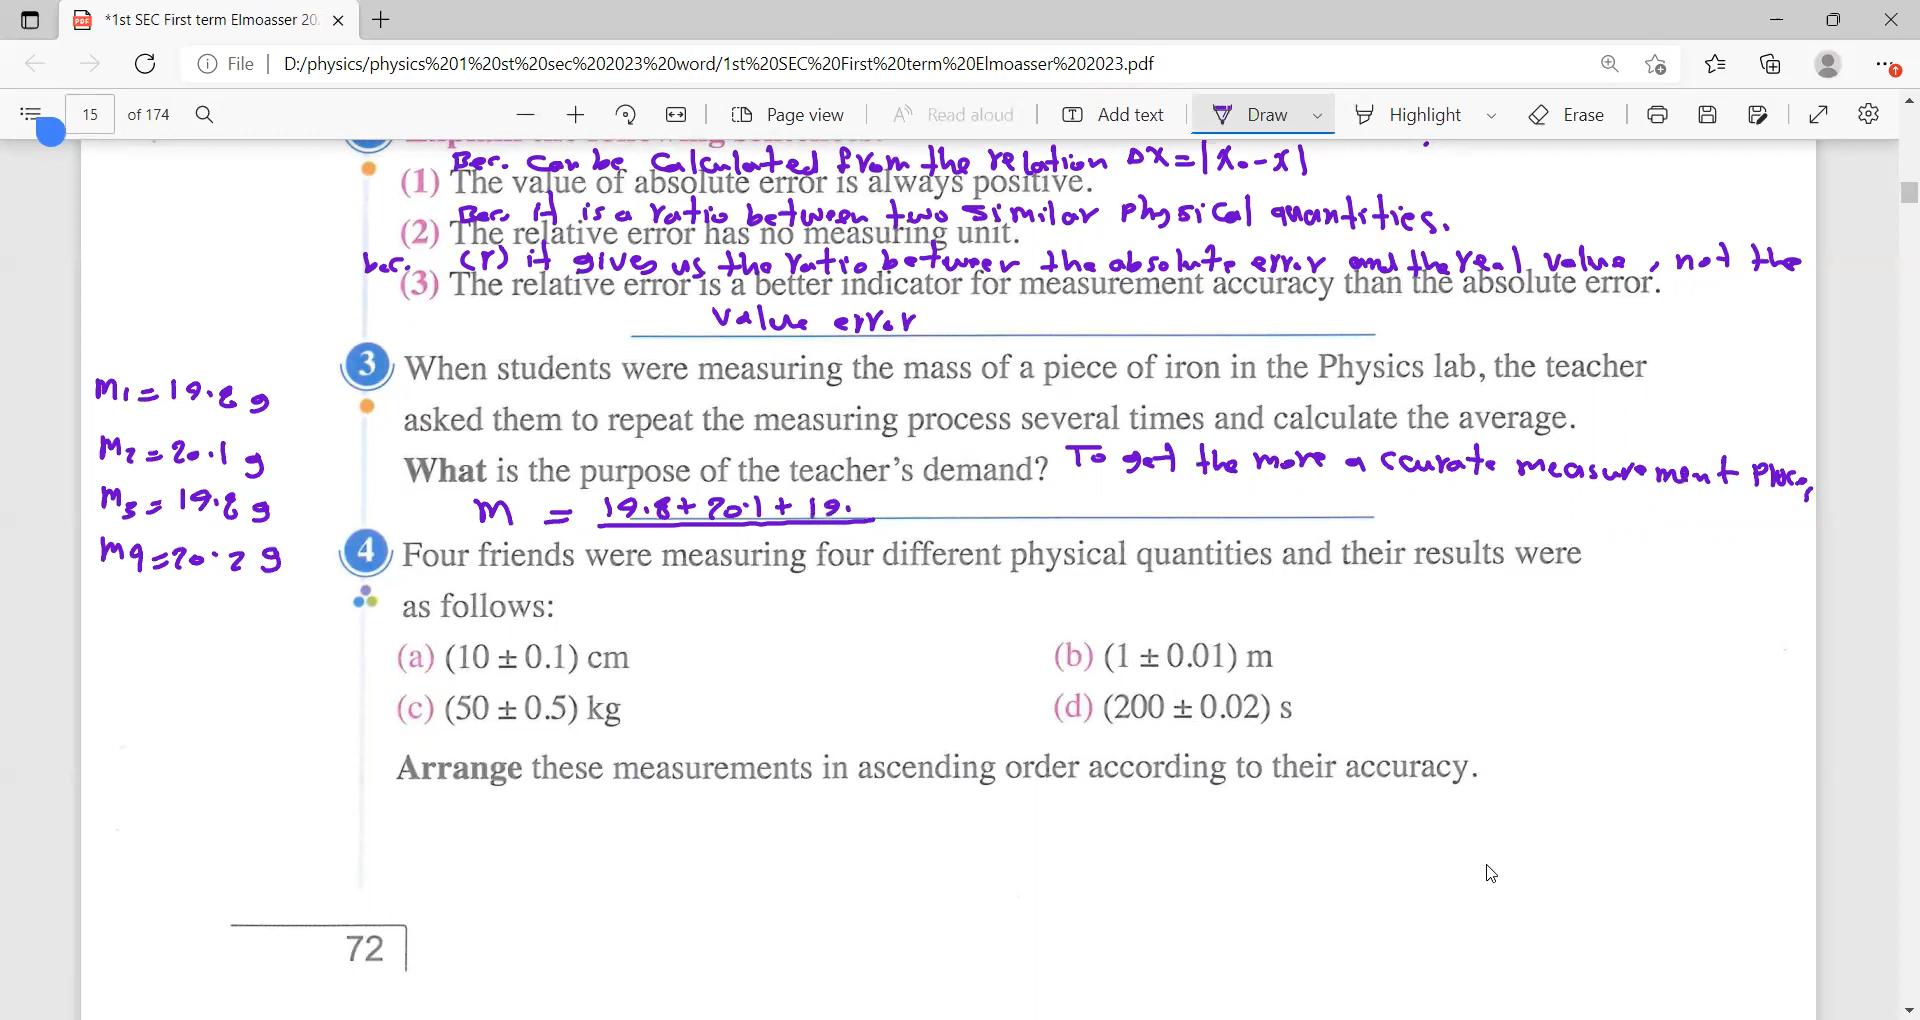 *1st SEC First term Elmoasser 20
File D:/physics/physics%201%20st%20sec%202023%20word/1st%20SEC%20First%20term%20Elmoasser%202023.pdf
15 of 174 Page view Read aloud Add text Draw Highlight Erase
Bec. can be calculated from the relation Δx = |x₀ - x|
(1) The value of absolute error is always positive.
Bec. it is a ratio between two similar physical quantities.
(2) The relative error has no measuring unit.
bec. (r) it gives us the ratio between the absolute error and the real value, not the
(3) The relative error is a better indicator for measurement accuracy than the absolute error.
value error
3 When students were measuring the mass of a piece of iron in the Physics lab, the teacher
asked them to repeat the measuring process several times and calculate the average.
What is the purpose of the teacher's demand? To get the more accurate measurement
M1 = 19.8 g
M2 = 20.1 g
M3 = 19.8 g
M4 = 20.2 g
M = 19.8 + 20.1 + 19.
4 Four friends were measuring four different physical quantities and their results were
as follows:
(a) (10 ± 0.1) cm (b) (1 ± 0.01) m
(c) (50 ± 0.5) kg (d) (200 ± 0.02) s
Arrange these measurements in ascending order according to their accuracy.
72